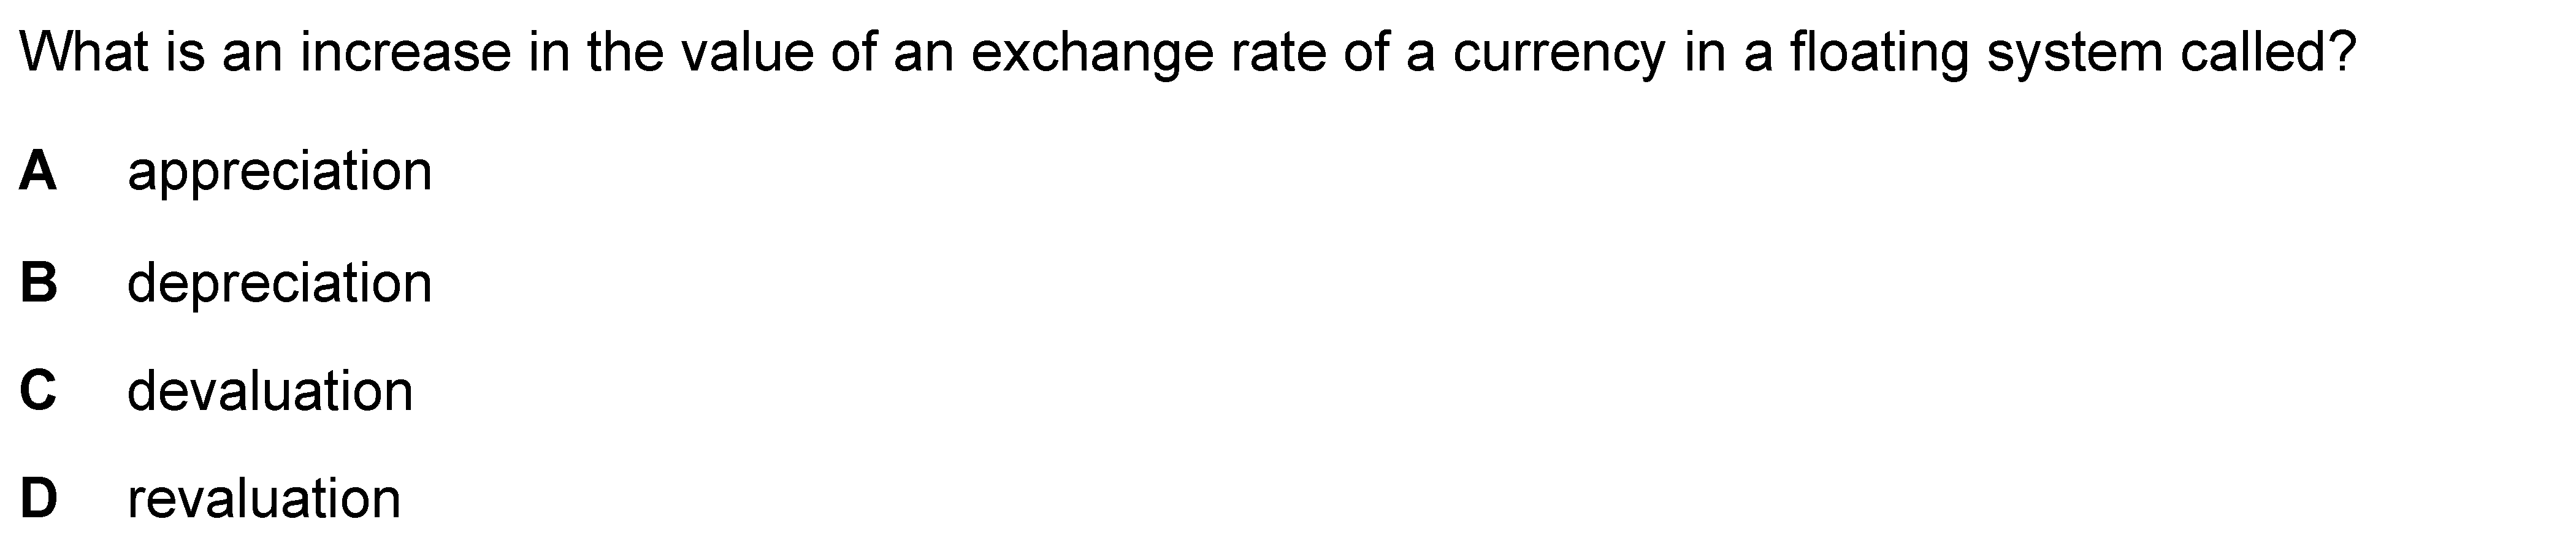 What is an increase in the value of an exchange rate of a currency in a floating system called?
A appreciation
B depreciation
C devaluation
D revaluation